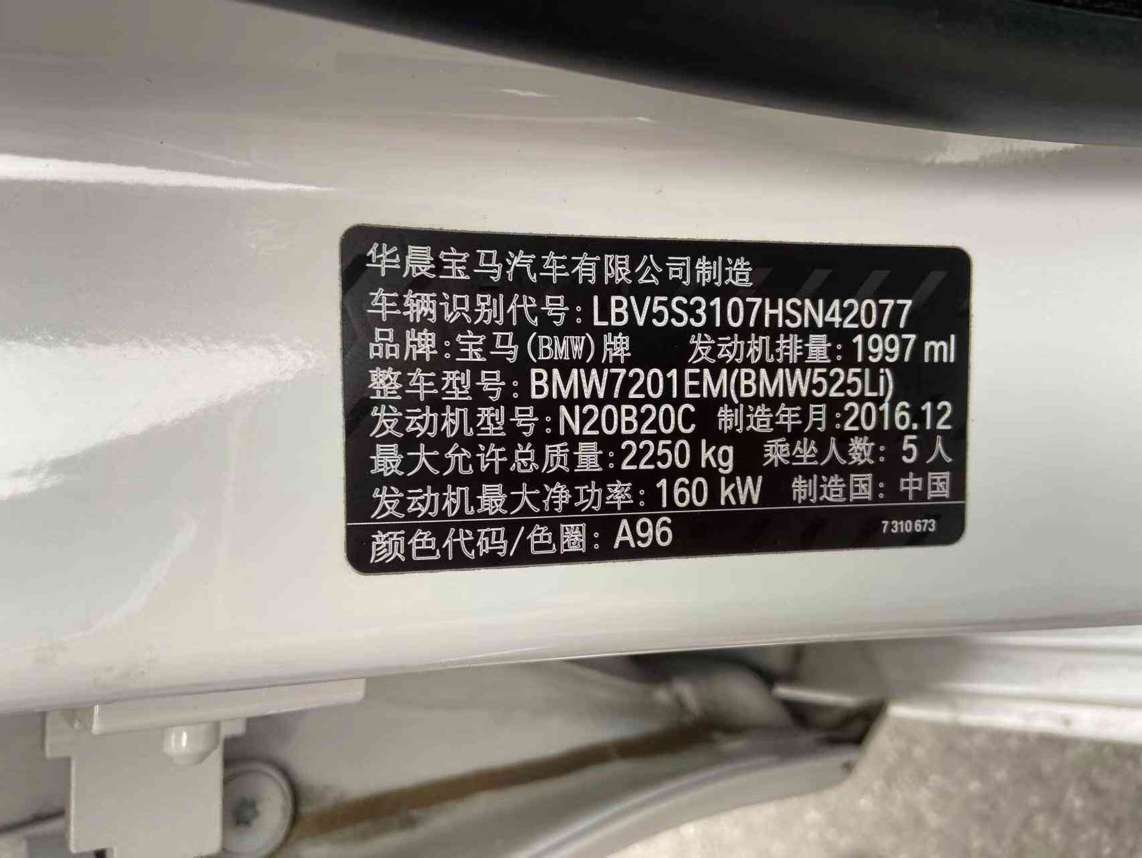 华晨宝马汽车有限公司制造
车辆识别代号: LBV5S3107HSN42077
品牌:宝马(BMW)牌 发动机排量: 1997 ml
整车型号: BMW7201EM(BMW525Li)
发动机型号: N20B20C 制造年月:2016.12
最大允许总质量: 2250 kg 乘坐人数: 5 人
发动机最大净功率: 160 kW 制造国: 中国
颜色代码/色圈: A96 7 310 673